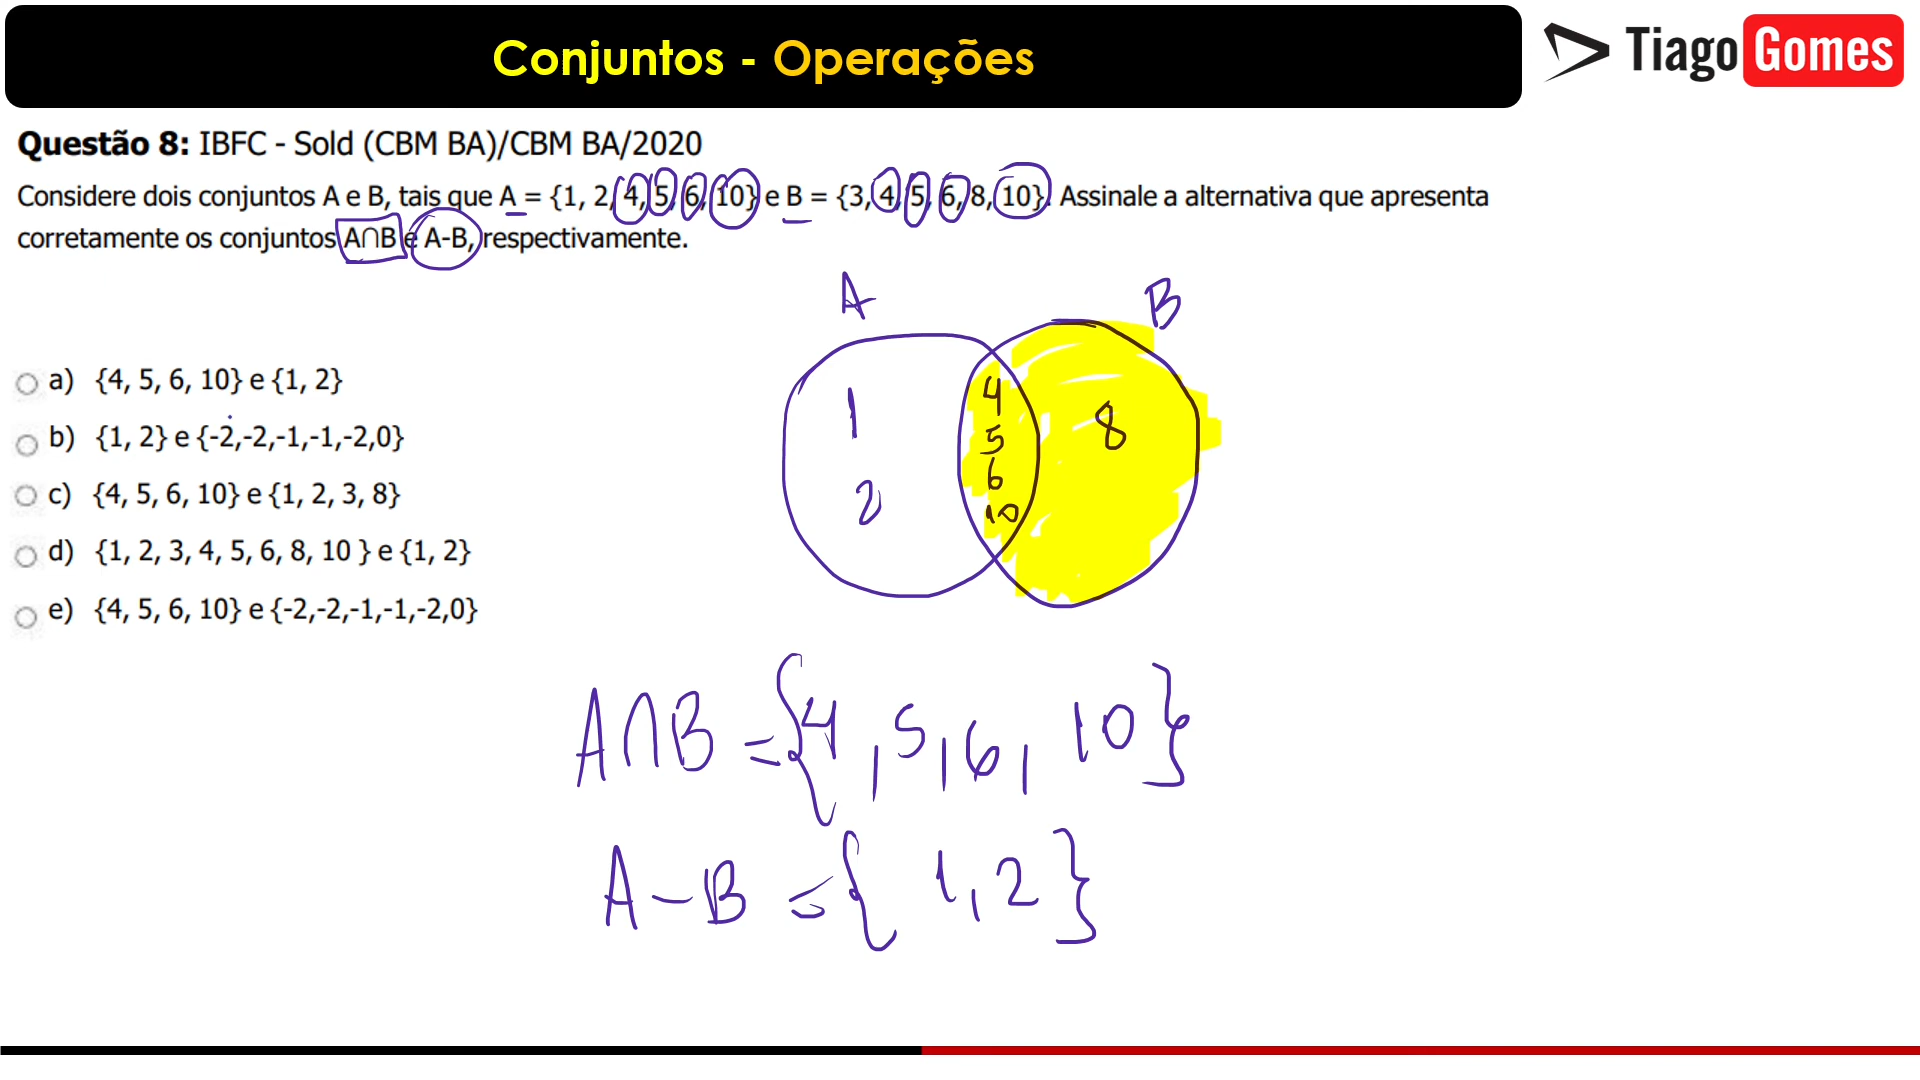 Conjuntos - Operações
Tiago Gomes
Questão 8: IBFC - Sold (CBM BA)/CBM BA/2020
Considere dois conjuntos A e B, tais que A = {1, 2, 4, 5, 6, 10} e B = {3, 4, 5, 6, 8, 10}. Assinale a alternativa que apresenta
corretamente os conjuntos A∩B e A-B, respectivamente.
a) {4, 5, 6, 10} e {1, 2}
b) {1, 2} e {-2,-2,-1,-1,-2,0}
c) {4, 5, 6, 10} e {1, 2, 3, 8}
d) {1, 2, 3, 4, 5, 6, 8, 10 } e {1, 2}
e) {4, 5, 6, 10} e {-2,-2,-1,-1,-2,0}
A
B
1
2
4
5
6
10
8
A∩B = {4, 5, 6, 10}
A-B = {1, 2}